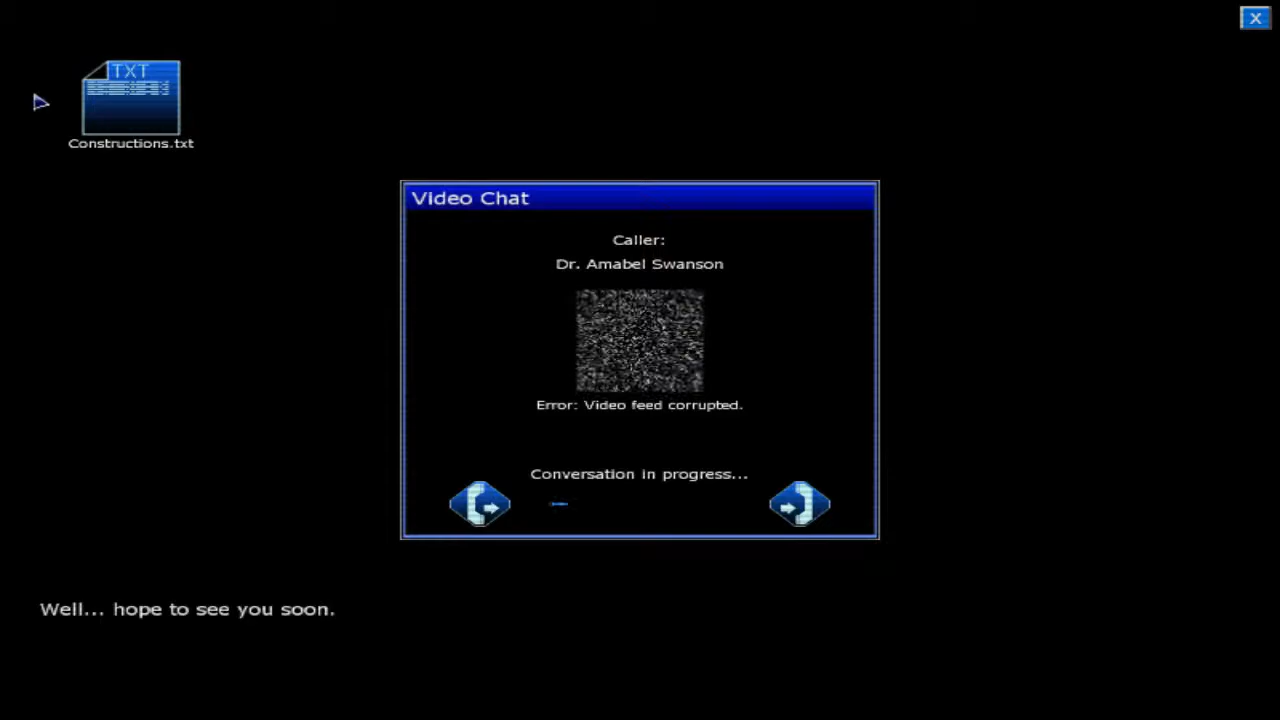 X
TXT
Constructions.txt
Video Chat
Caller:
Dr. Amabel Swanson
Error: Video feed corrupted.
Conversation in progress...
Well... hope to see you soon.